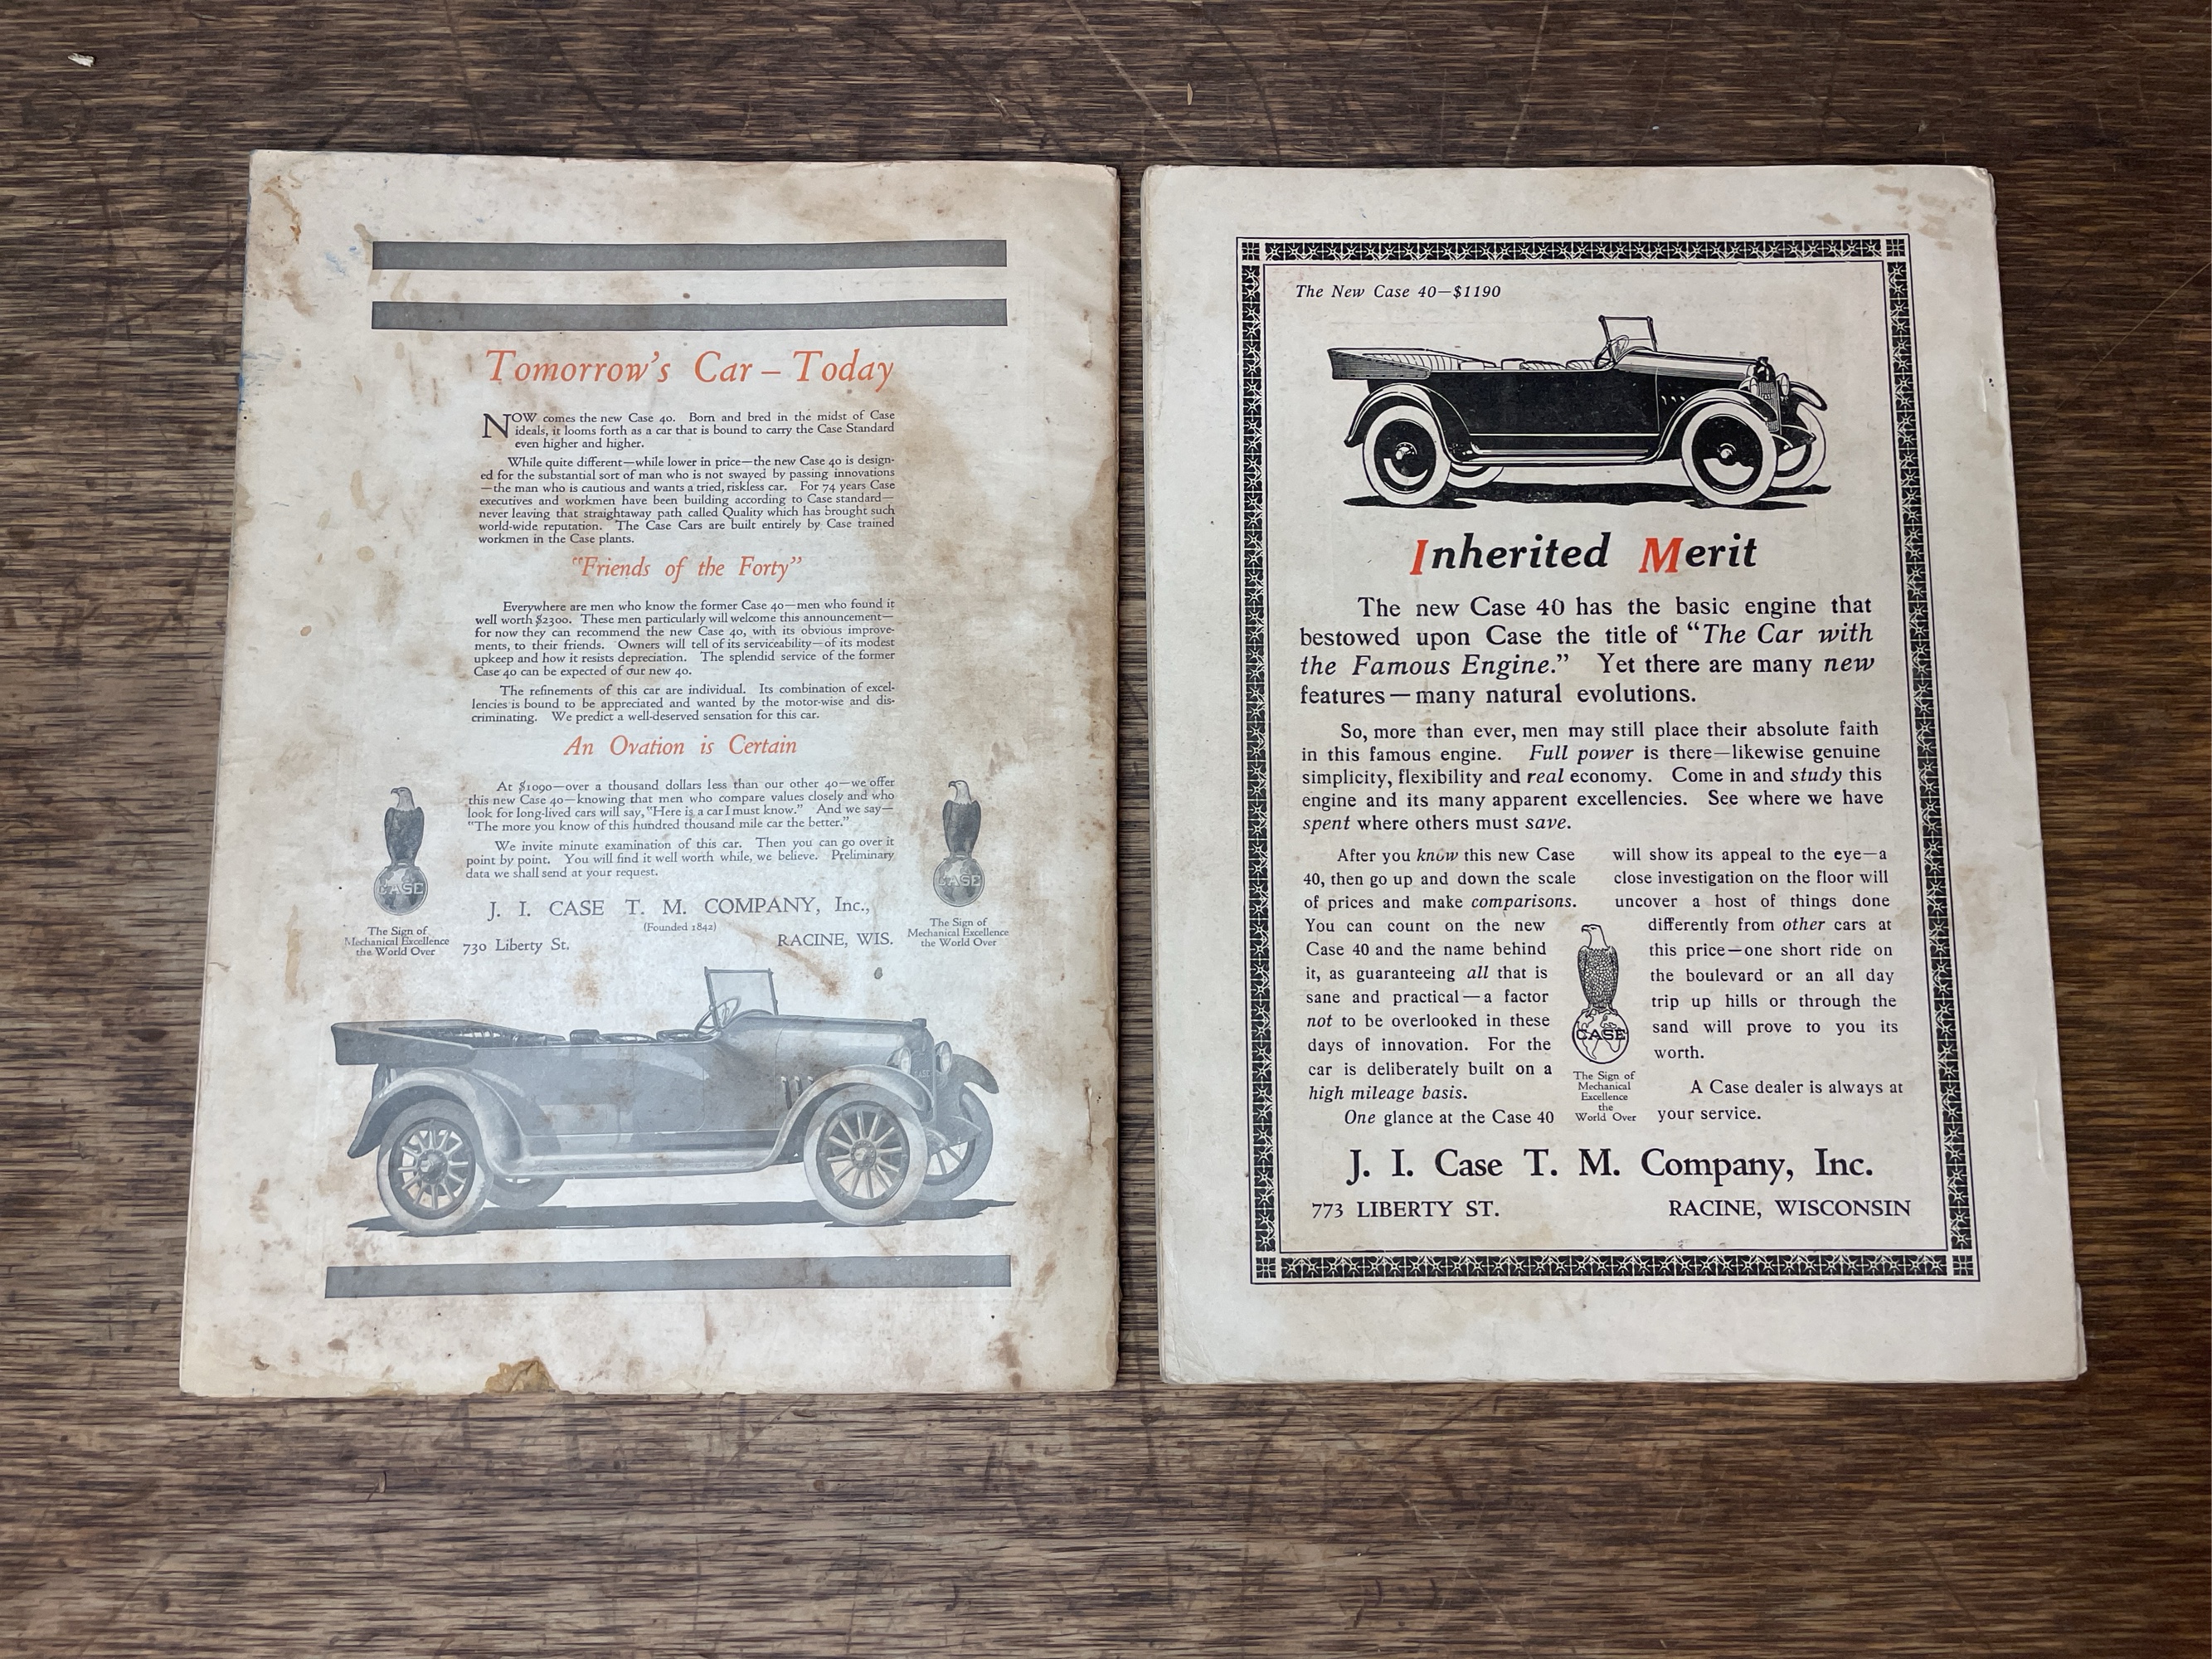 Tomorrow's Car – Today
NOW comes the new Case 40. Born and bred in the midst of Case
ideals, it looms forth as a car that is bound to carry the Case Standard
even higher and higher.
While quite different—while lower in price—the new Case 40 is design-
ed for the substantial sort of man who is not swayed by passing innovations
—the man who is cautious and wants a tried, riskless car. For 74 years Case
executives and workmen have been building according to Case standard—
never leaving that straightaway path called Quality which has brought such
world-wide reputation. The Case Cars are built entirely by Case trained
workmen in the Case plants.
"Friends of the Forty"
Everywhere are men who know the former Case 40—men who found it
well worth $2300. These men particularly will welcome this announcement—
for now they can recommend the new Case 40, with its obvious improve-
ments, to their friends. Owners will tell of its serviceability—of its modest
upkeep and how it resists depreciation. The splendid service of the former
Case 40 can be expected of our new 40.
The refinements of this car are individual. Its combination of excel-
lencies is bound to be appreciated and wanted by the motor-wise and dis-
criminating. We predict a well-deserved sensation for this car.
An Ovation is Certain
At $1090—over a thousand dollars less than our other 40—we offer
this new Case 40—knowing that men who compare values closely and who
look for long-lived cars will say, "Here is a car I must know." And we say—
"The more you know of this hundred thousand mile car the better."
We invite minute examination of this car. Then you can go over it
point by point. You will find it well worth while, we believe. Preliminary
data we shall send at your request.
J. I. CASE T. M. COMPANY, Inc.,
(Founded 1842)
730 Liberty St. RACINE, WIS.
CASE
The Sign of
Mechanical Excellence
the World Over
CASE
The Sign of
Mechanical Excellence
the World Over
The New Case 40—$1190
Inherited Merit
The new Case 40 has the basic engine that
bestowed upon Case the title of "The Car with
the Famous Engine." Yet there are many new
features—many natural evolutions.
So, more than ever, men may still place their absolute faith
in this famous engine. Full power is there—likewise genuine
simplicity, flexibility and real economy. Come in and study this
engine and its many apparent excellencies. See where we have
spent where others must save.
After you know this new Case
40, then go up and down the scale
of prices and make comparisons.
You can count on the new
Case 40 and the name behind
it, as guaranteeing all that is
sane and practical—a factor
not to be overlooked in these
days of innovation. For the
car is deliberately built on a
high mileage basis.
One glance at the Case 40
will show its appeal to the eye—a
close investigation on the floor will
uncover a host of things done
differently from other cars at
this price—one short ride on
the boulevard or an all day
trip up hills or through the
sand will prove to you its
worth.
A Case dealer is always at
your service.
CASE
The Sign of
Mechanical
Excellence
the
World Over
J. I. Case T. M. Company, Inc.
773 LIBERTY ST. RACINE, WISCONSIN